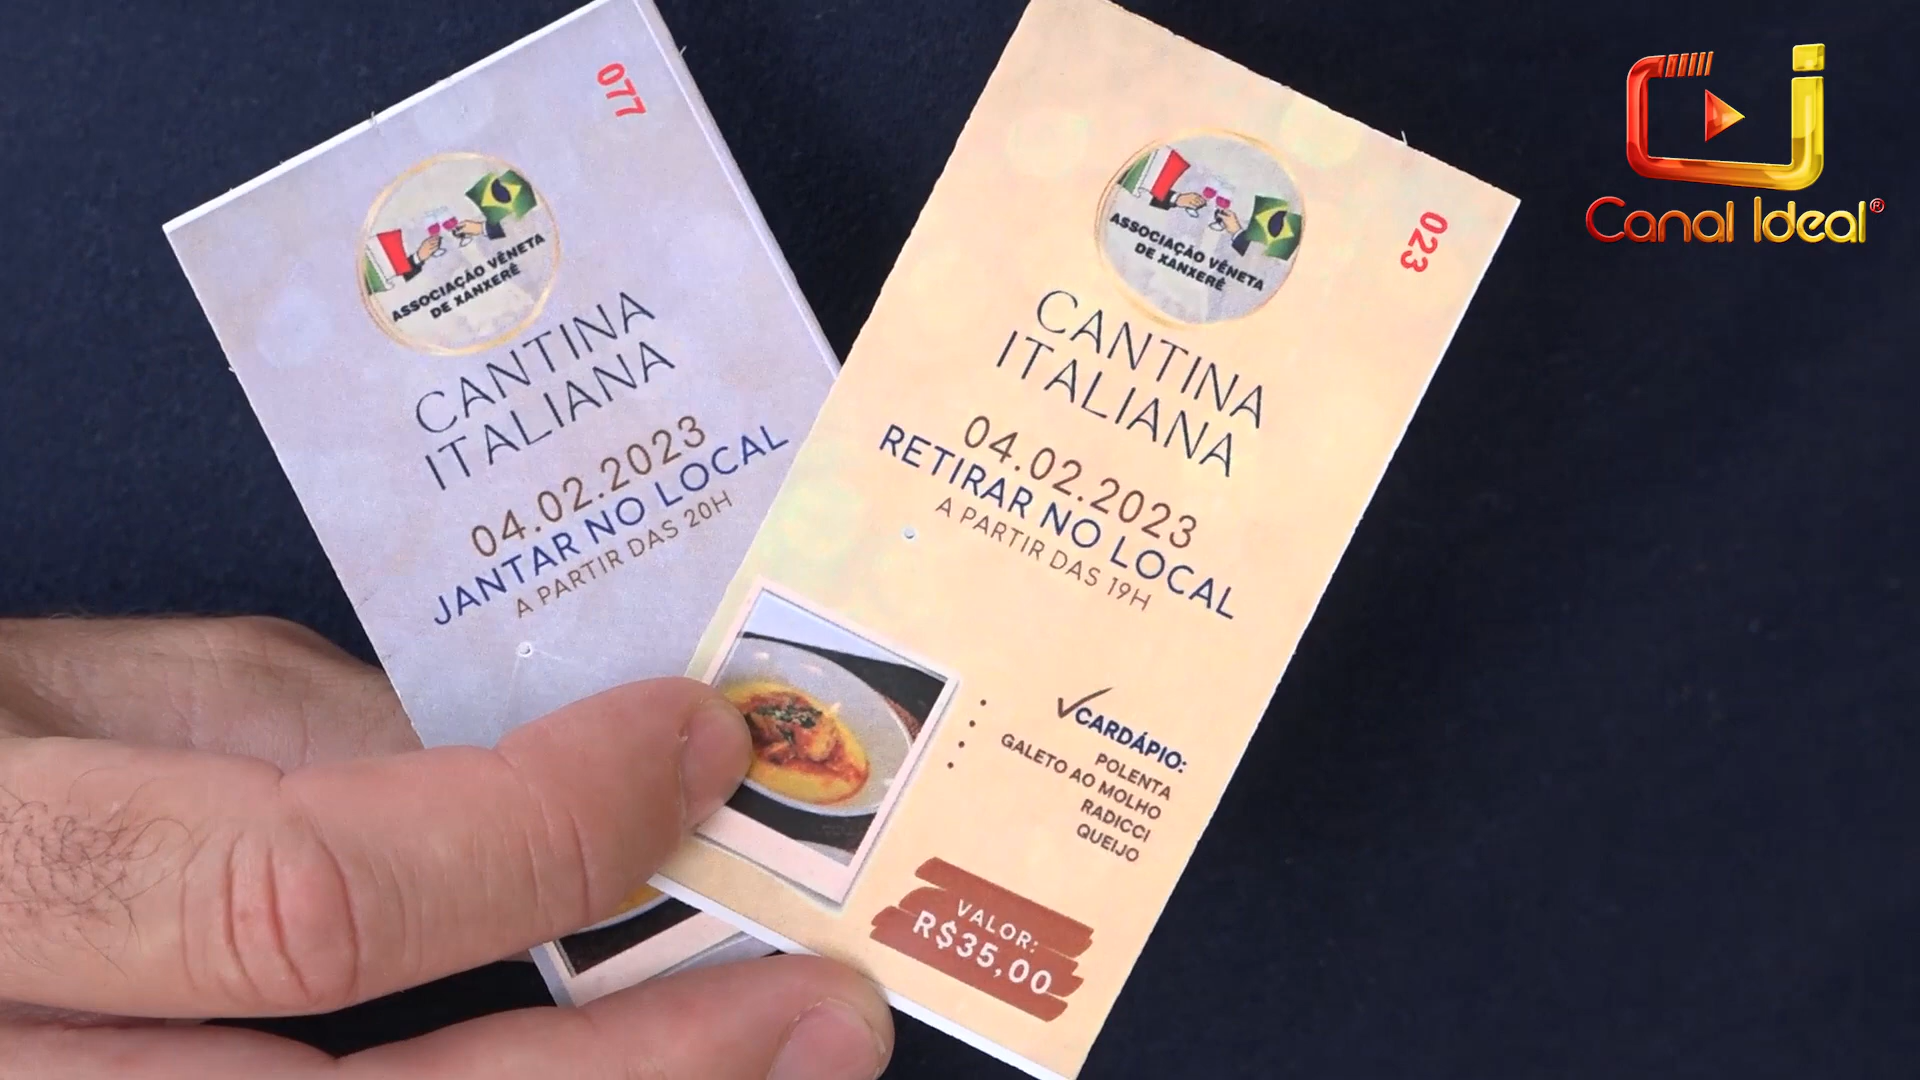 077
ASSOCIAÇÃO VÊNETA
DE XANXERÊ
CANTINA
ITALIANA
04.02.2023
JANTAR NO LOCAL
A PARTIR DAS 20H
023
ASSOCIAÇÃO VÊNETA
DE XANXERÊ
CANTINA
ITALIANA
04.02.2023
RETIRAR NO LOCAL
A PARTIR DAS 19H
CARDÁPIO:
POLENTA
GALETO AO MOLHO
RADICCI
QUEIJO
VALOR:
R$35,00
Canal Ideal®